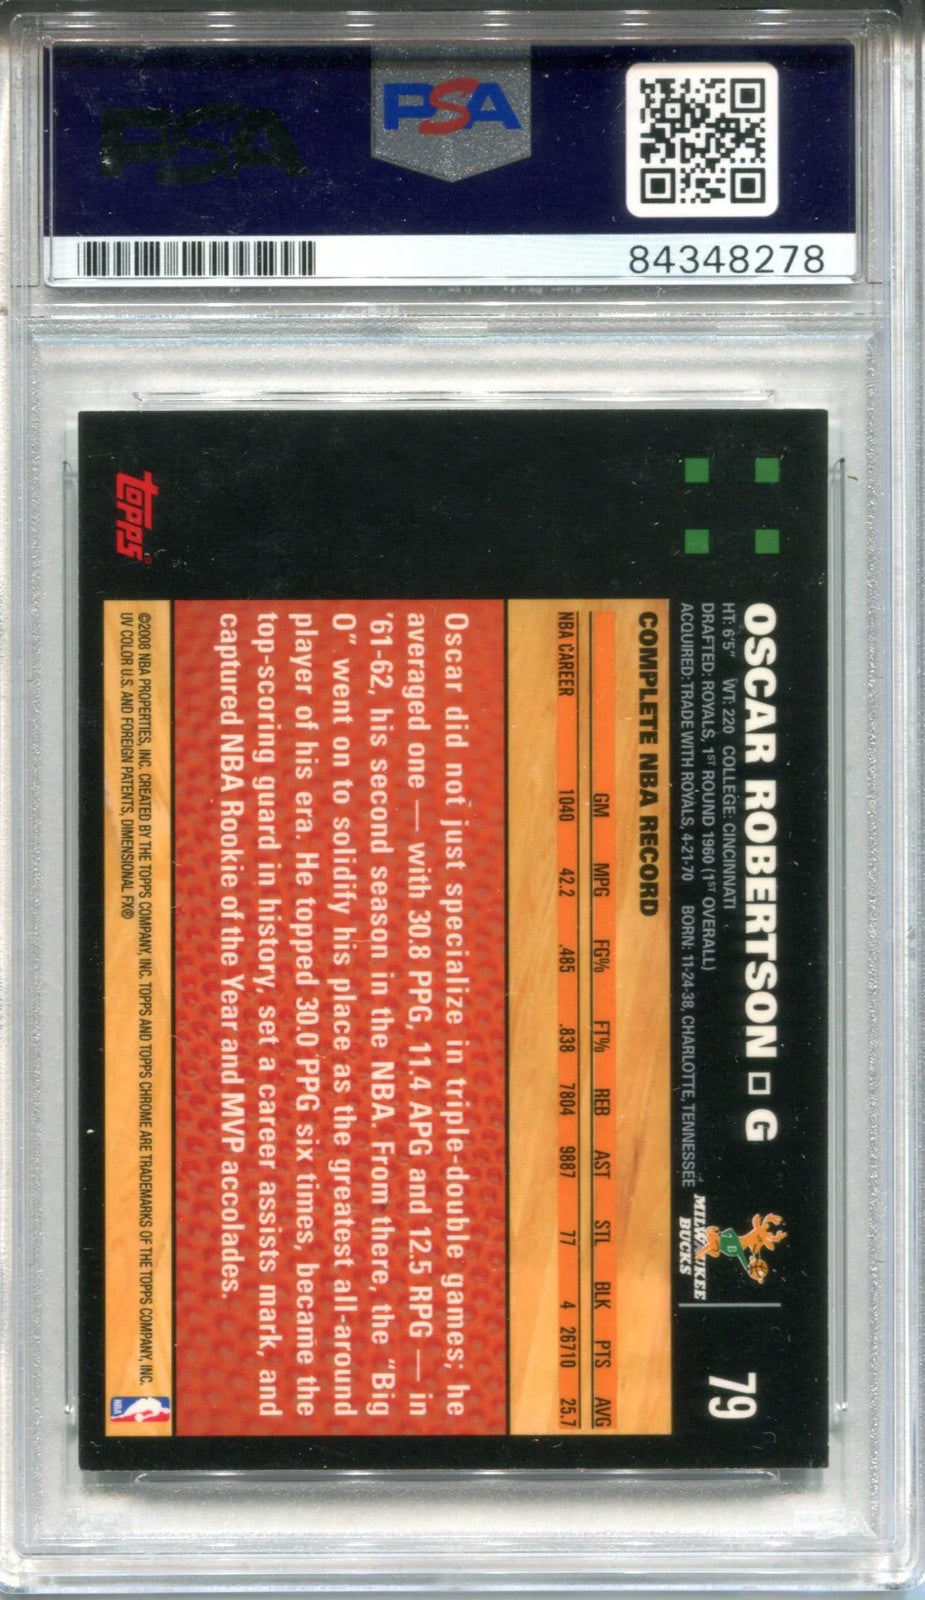 PSA
PSA
84348278
OSCAR ROBERTSON □ G
HT: 6'5" WT: 220 COLLEGE: CINCINNATI
DRAFTED: ROYALS, 1ST ROUND 1960 (1ST OVERALL)
ACQUIRED: TRADE WITH ROYALS, 4-21-70 BORN: 11-24-38, CHARLOTTE, TENNESSEE
MILWAUKEE
BUCKS
79
COMPLETE NBA RECORD
GM MPG FG% FT% REB AST STL BLK PTS AVG
NBA CAREER 1040 42.2 .485 .838 7804 9887 77 4 26710 25.7
Oscar did not just specialize in triple-double games; he
averaged one — with 30.8 PPG, 11.4 APG and 12.5 RPG — in
'61-62, his second season in the NBA. From there, the "Big
O" went on to solidify his place as the greatest all-around
player of his era. He topped 30.0 PPG six times, became the
top-scoring guard in history, set a career assists mark, and
captured NBA Rookie of the Year and MVP accolades.
©2008 NBA PROPERTIES, INC. CREATED BY THE TOPPS COMPANY, INC. TOPPS AND TOPPS CHROME ARE TRADEMARKS OF THE TOPPS COMPANY, INC.
UV COLOR U.S. AND FOREIGN PATENTS, DIMENSIONAL FX®
topps®
NBA